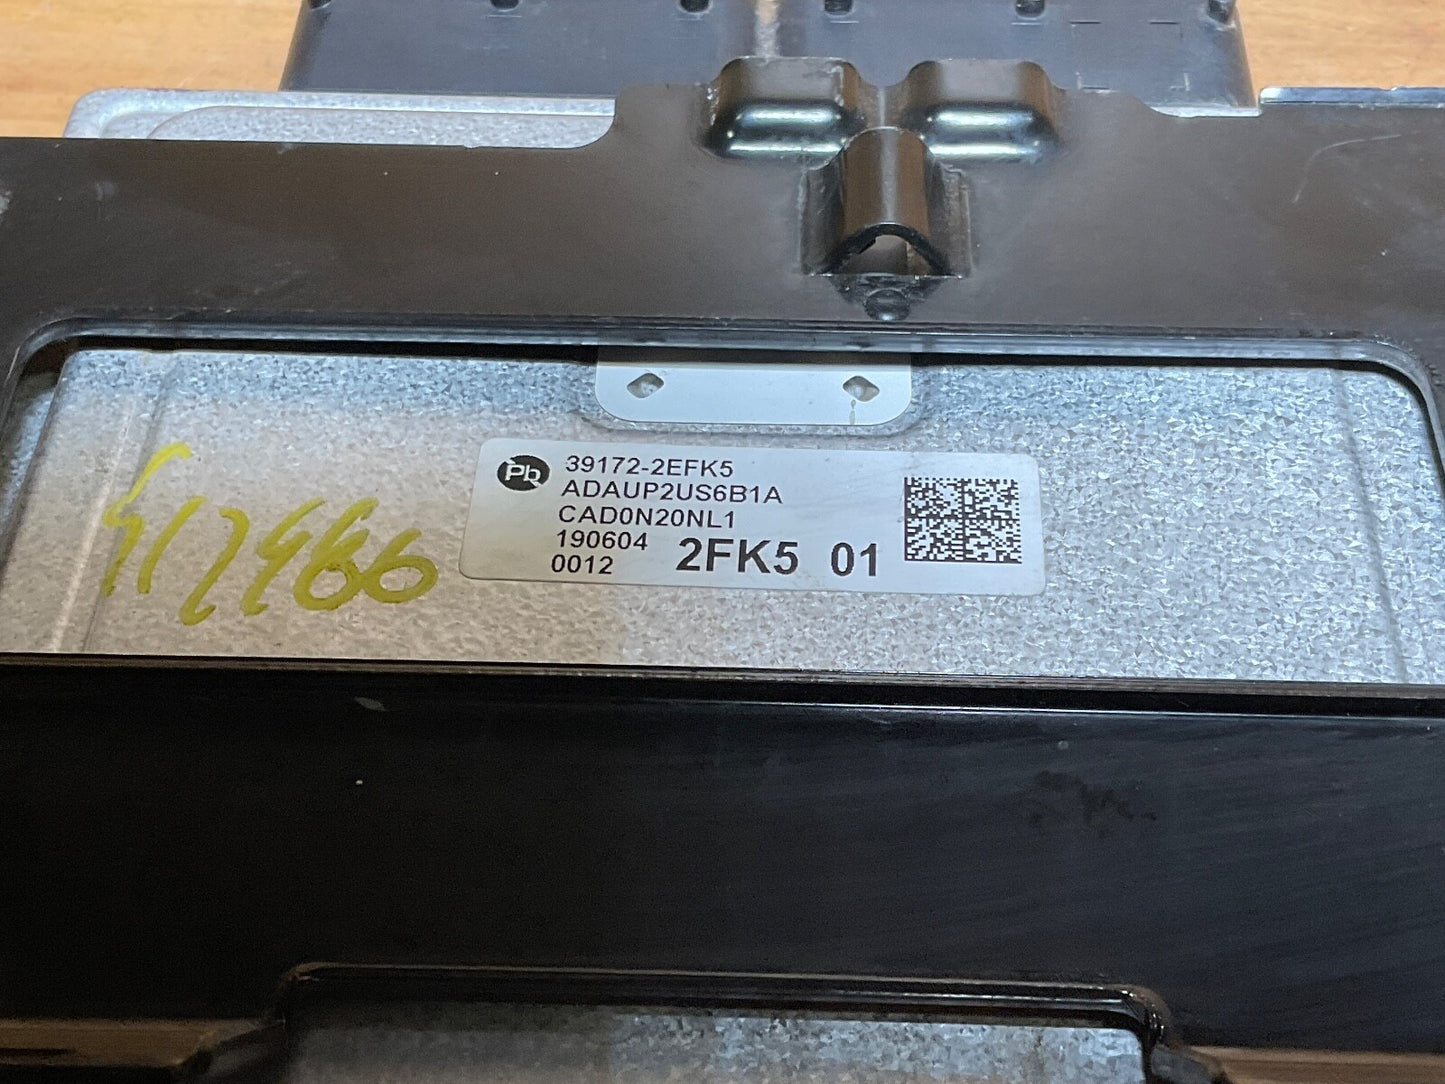 Pb
39172-2EFK5
ADAUP2US6B1A
CAD0N20NL1
190604
0012
2FK5 01